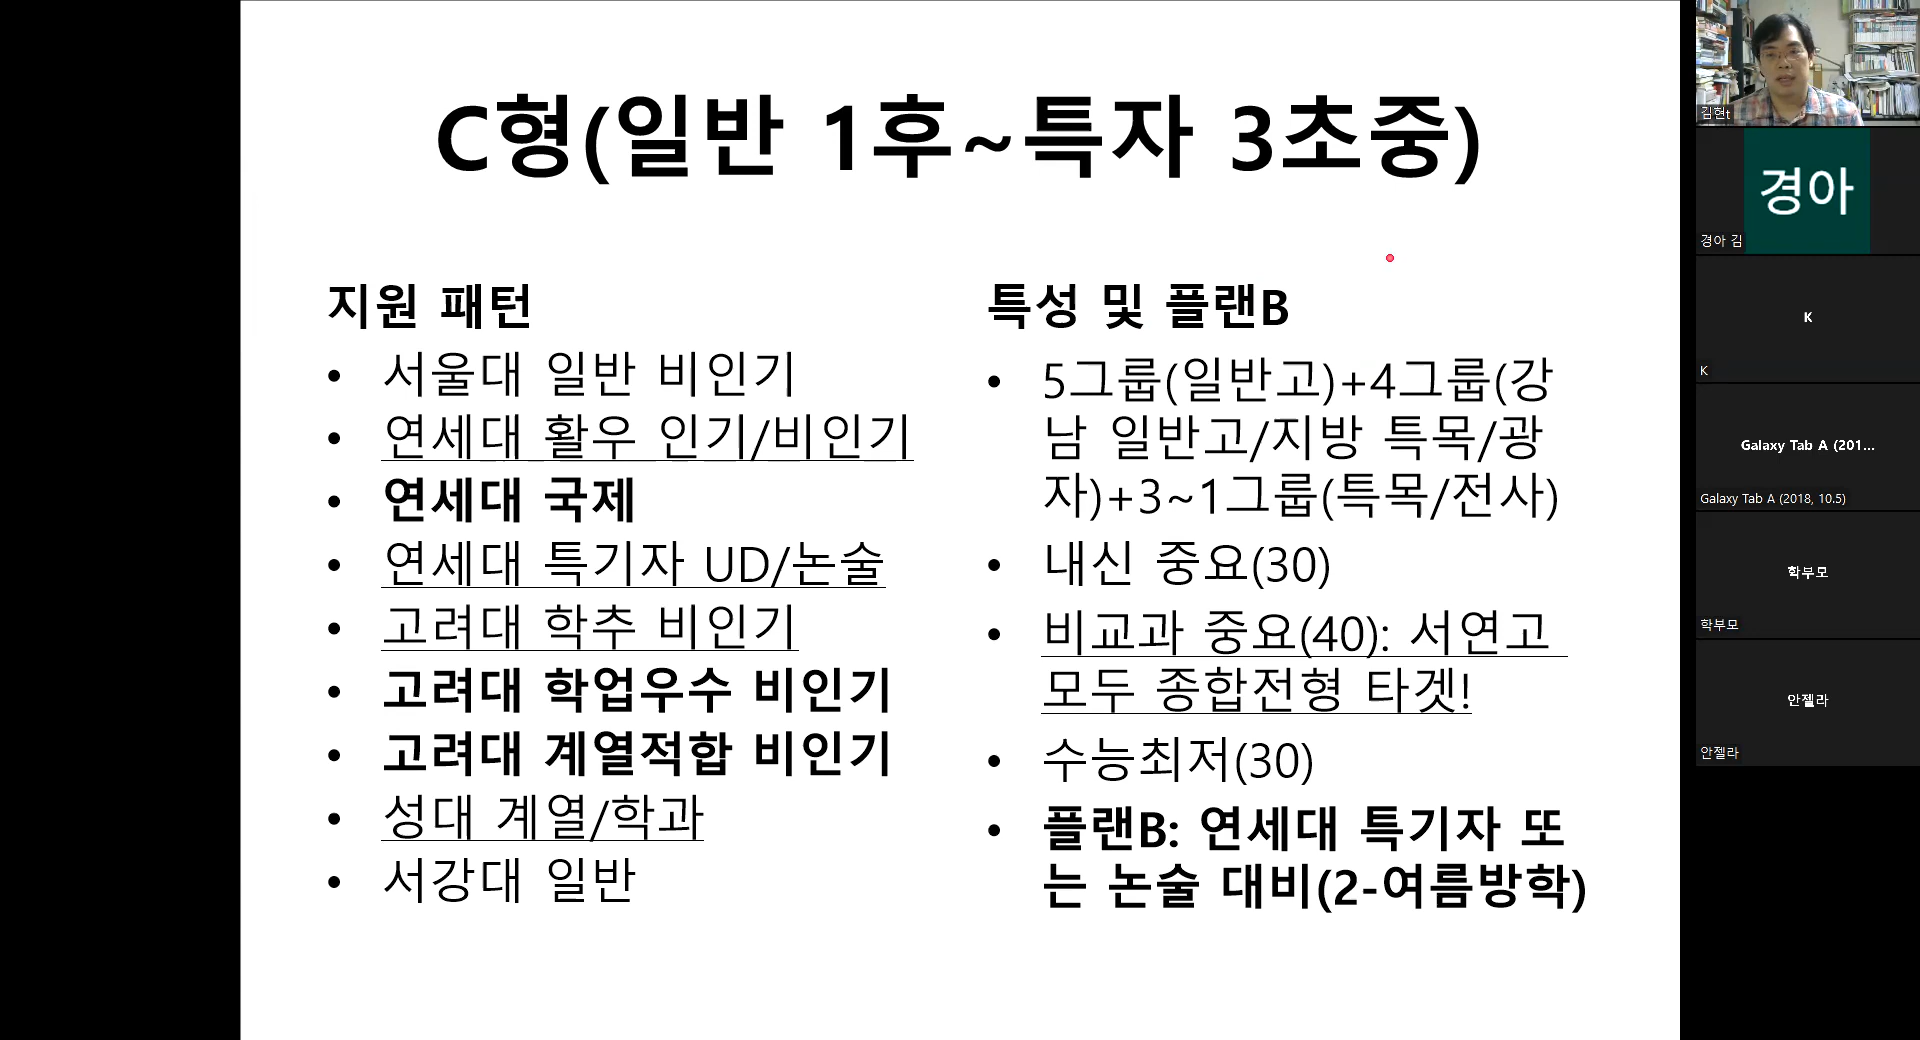 C형(일반 1후~특자 3초중)
지원 패턴
• 서울대 일반 비인기
• 연세대 활우 인기/비인기
• 연세대 국제
• 연세대 특기자 UD/논술
• 고려대 학추 비인기
• 고려대 학업우수 비인기
• 고려대 계열적합 비인기
• 성대 계열/학과
• 서강대 일반
특성 및 플랜B
• 5그룹(일반고)+4그룹(강
남 일반고/지방 특목/광
자)+3~1그룹(특목/전사)
• 내신 중요(30)
• 비교과 중요(40): 서연고
모두 종합전형 타겟!
• 수능최저(30)
• 플랜B: 연세대 특기자 또
는 논술 대비(2-여름방학)
김현t
경아
경아 김
K
K
Galaxy Tab A (201...
Galaxy Tab A (2018, 10.5)
학부모
학부모
안젤라
안젤라